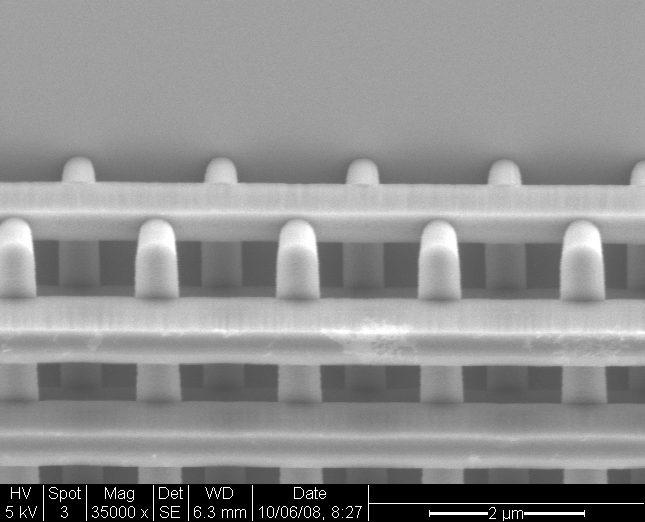 HV Spot Mag Det WD Date
5 kV 3 35000 x SE 6.3 mm 10/06/08, 8:27 2 µm